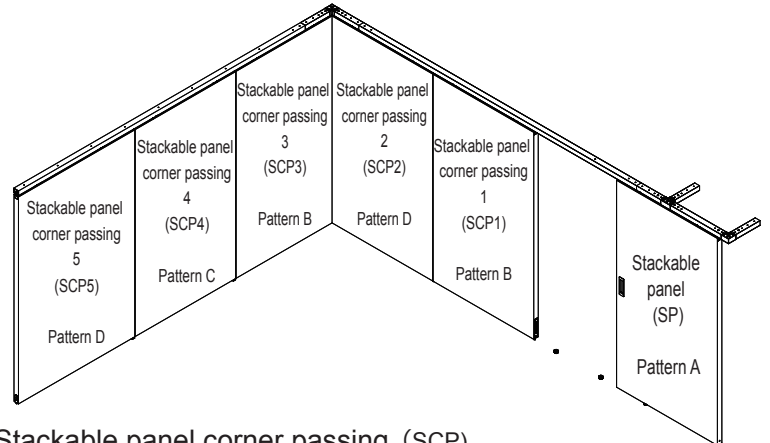 Stackable panel
corner passing
5
(SCP5)
Pattern D
Stackable panel
corner passing
4
(SCP4)
Pattern C
Stackable panel
corner passing
3
(SCP3)
Pattern B
Stackable panel
corner passing
2
(SCP2)
Pattern D
Stackable panel
corner passing
1
(SCP1)
Pattern B
Stackable
panel
(SP)
Pattern A
Stackable panel corner passing (SCP)